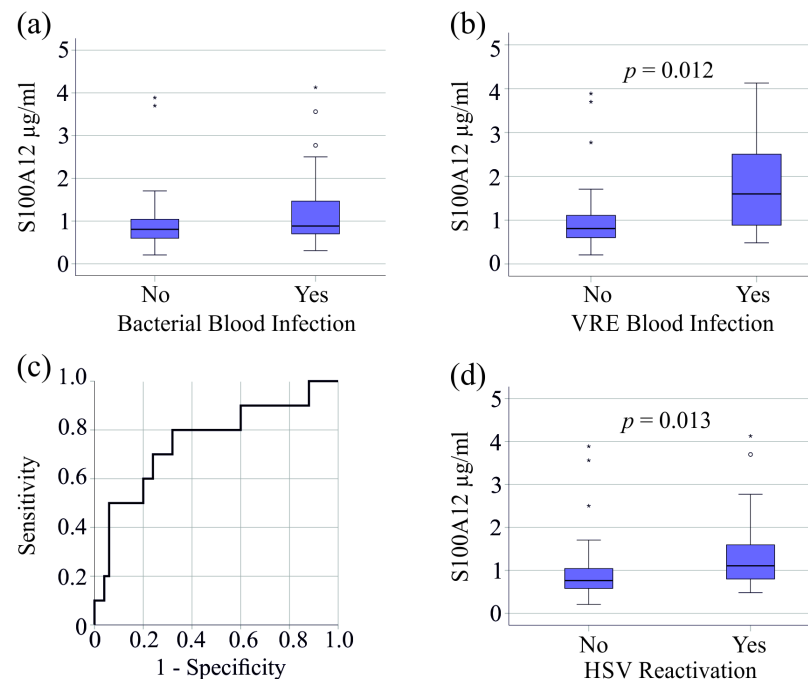 (a)
5
4
3
2
1
0
S100A12 µg/ml
No Yes
Bacterial Blood Infection
(b)
p = 0.012
5
4
3
2
1
0
S100A12 µg/ml
No Yes
VRE Blood Infection
(c)
1.0
0.8
0.6
0.4
0.2
0
Sensitivity
0 0.2 0.4 0.6 0.8 1.0
1 - Specificity
(d)
p = 0.013
5
4
3
2
1
0
S100A12 µg/ml
No Yes
HSV Reactivation